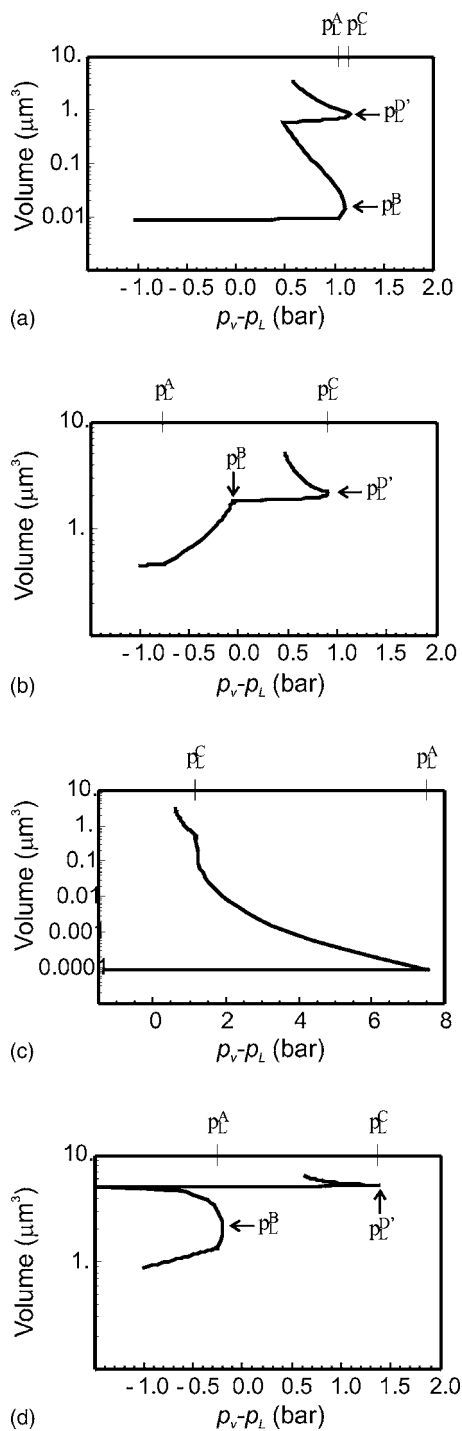 p_L^A p_L^C
10.
1.
0.1
0.01
Volume (μm³)
p_L^D'
p_L^B
-1.0 -0.5 0.0 0.5 1.0 1.5 2.0
(a)
p_v-p_L (bar)
p_L^A p_L^C
10.
1.
Volume (μm³)
p_L^B
p_L^D'
-1.0 -0.5 0.0 0.5 1.0 1.5 2.0
(b)
p_v-p_L (bar)
p_L^C p_L^A
10.
1.
0.1
0.01
0.001
0.0001
Volume (μm³)
0 2 4 6 8
(c)
p_v-p_L (bar)
p_L^A p_L^C
10.
1.
Volume (μm³)
p_L^B
p_L^D'
-1.0 -0.5 0.0 0.5 1.0 1.5 2.0
(d)
p_v-p_L (bar)